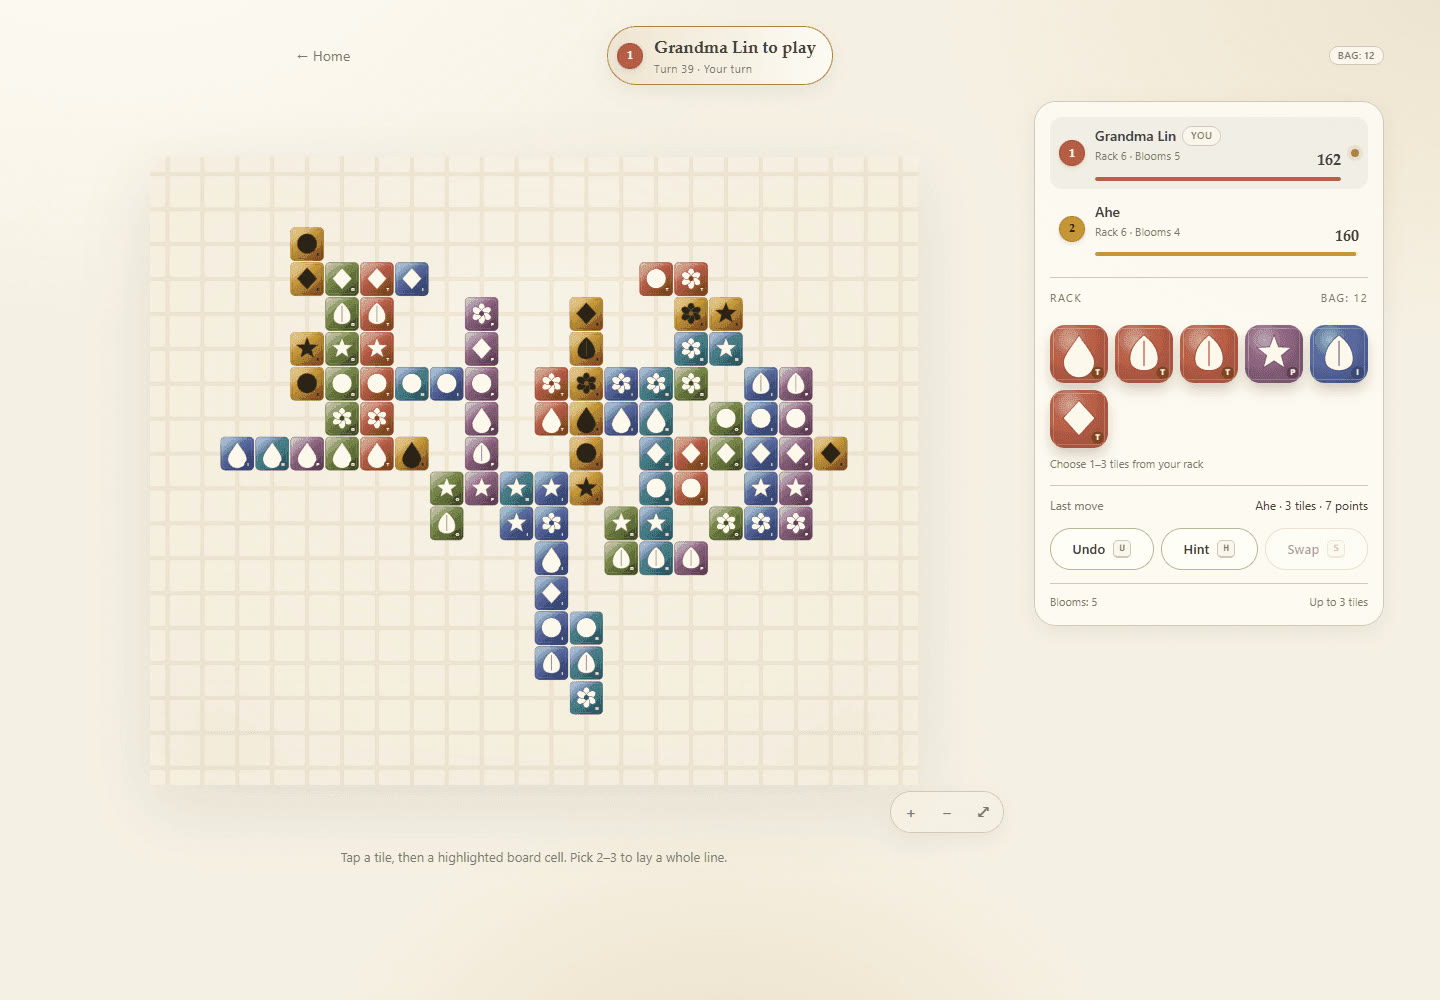 ← Home
1
Grandma Lin to play
Turn 39 · Your turn
BAG: 12
1
Grandma Lin
YOU
Rack 6 · Blooms 5
162
2
Ahe
Rack 6 · Blooms 4
160
RACK
BAG: 12
T
T
T
P
I
T
Choose 1–3 tiles from your rack
Last move
Ahe · 3 tiles · 7 points
Undo U
Hint H
Swap S
Blooms: 5
Up to 3 tiles
+
−
Tap a tile, then a highlighted board cell. Pick 2–3 to lay a whole line.